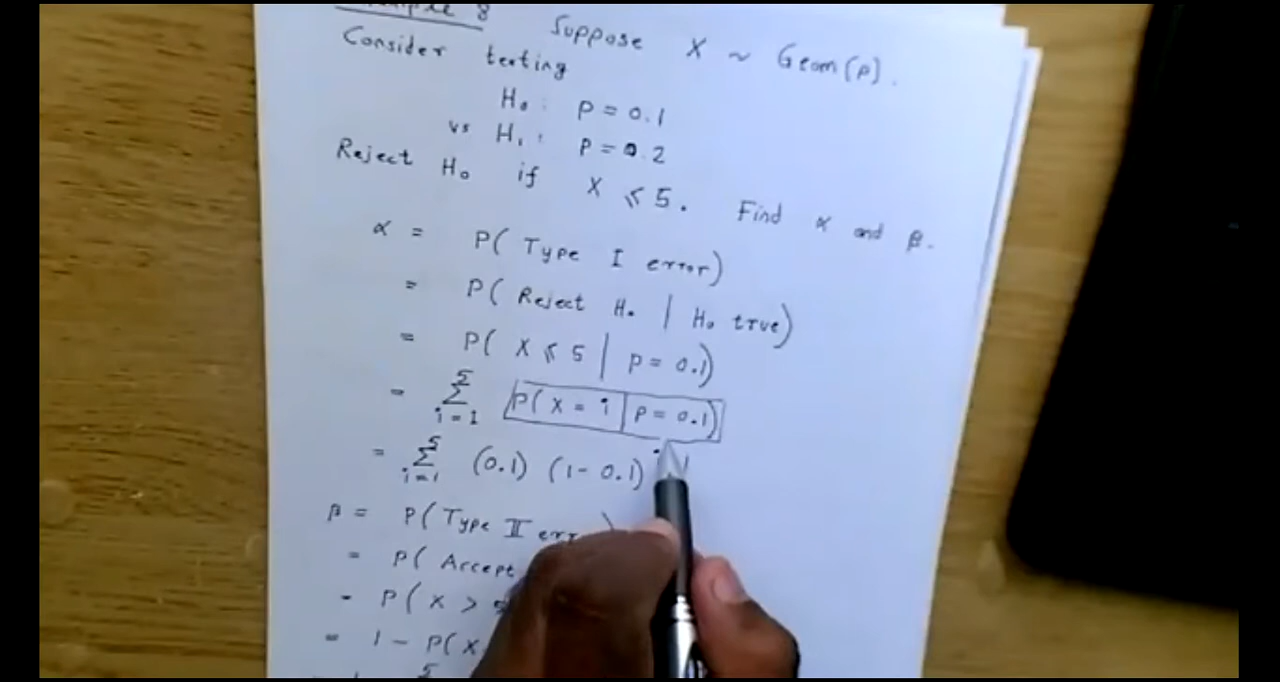 8 Suppose X ~ Geom(p).
Consider testing
H₀: p = 0.1
vs H₁: p = 0.2
Reject H₀ if X ≤ 5. Find α and β.
α = P( Type I error)
= P( Reject H₀ | H₀ true)
= P( X ≤ 5 | p = 0.1)
= ∑ i=1 5 P( X = i | p = 0.1)
= ∑ i=1 5 (0.1) (1-0.1)
β = P( Type II
= P( Accept
= P( X >
= 1 - P(X
5